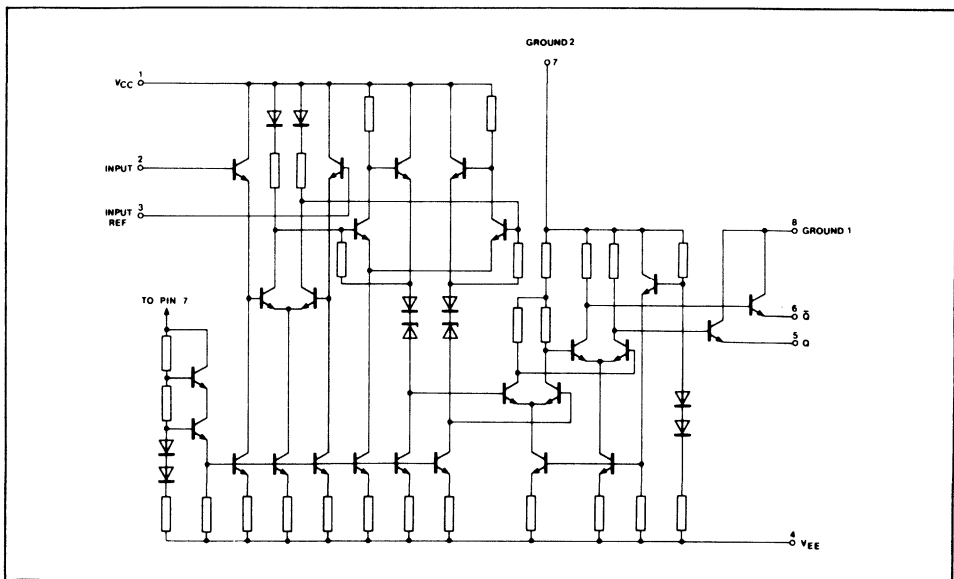 GROUND 2
7
VCC 1
INPUT 2
INPUT REF 3
8 GROUND 1
TO PIN 7
6 Q̄
5 Q
4 VEE